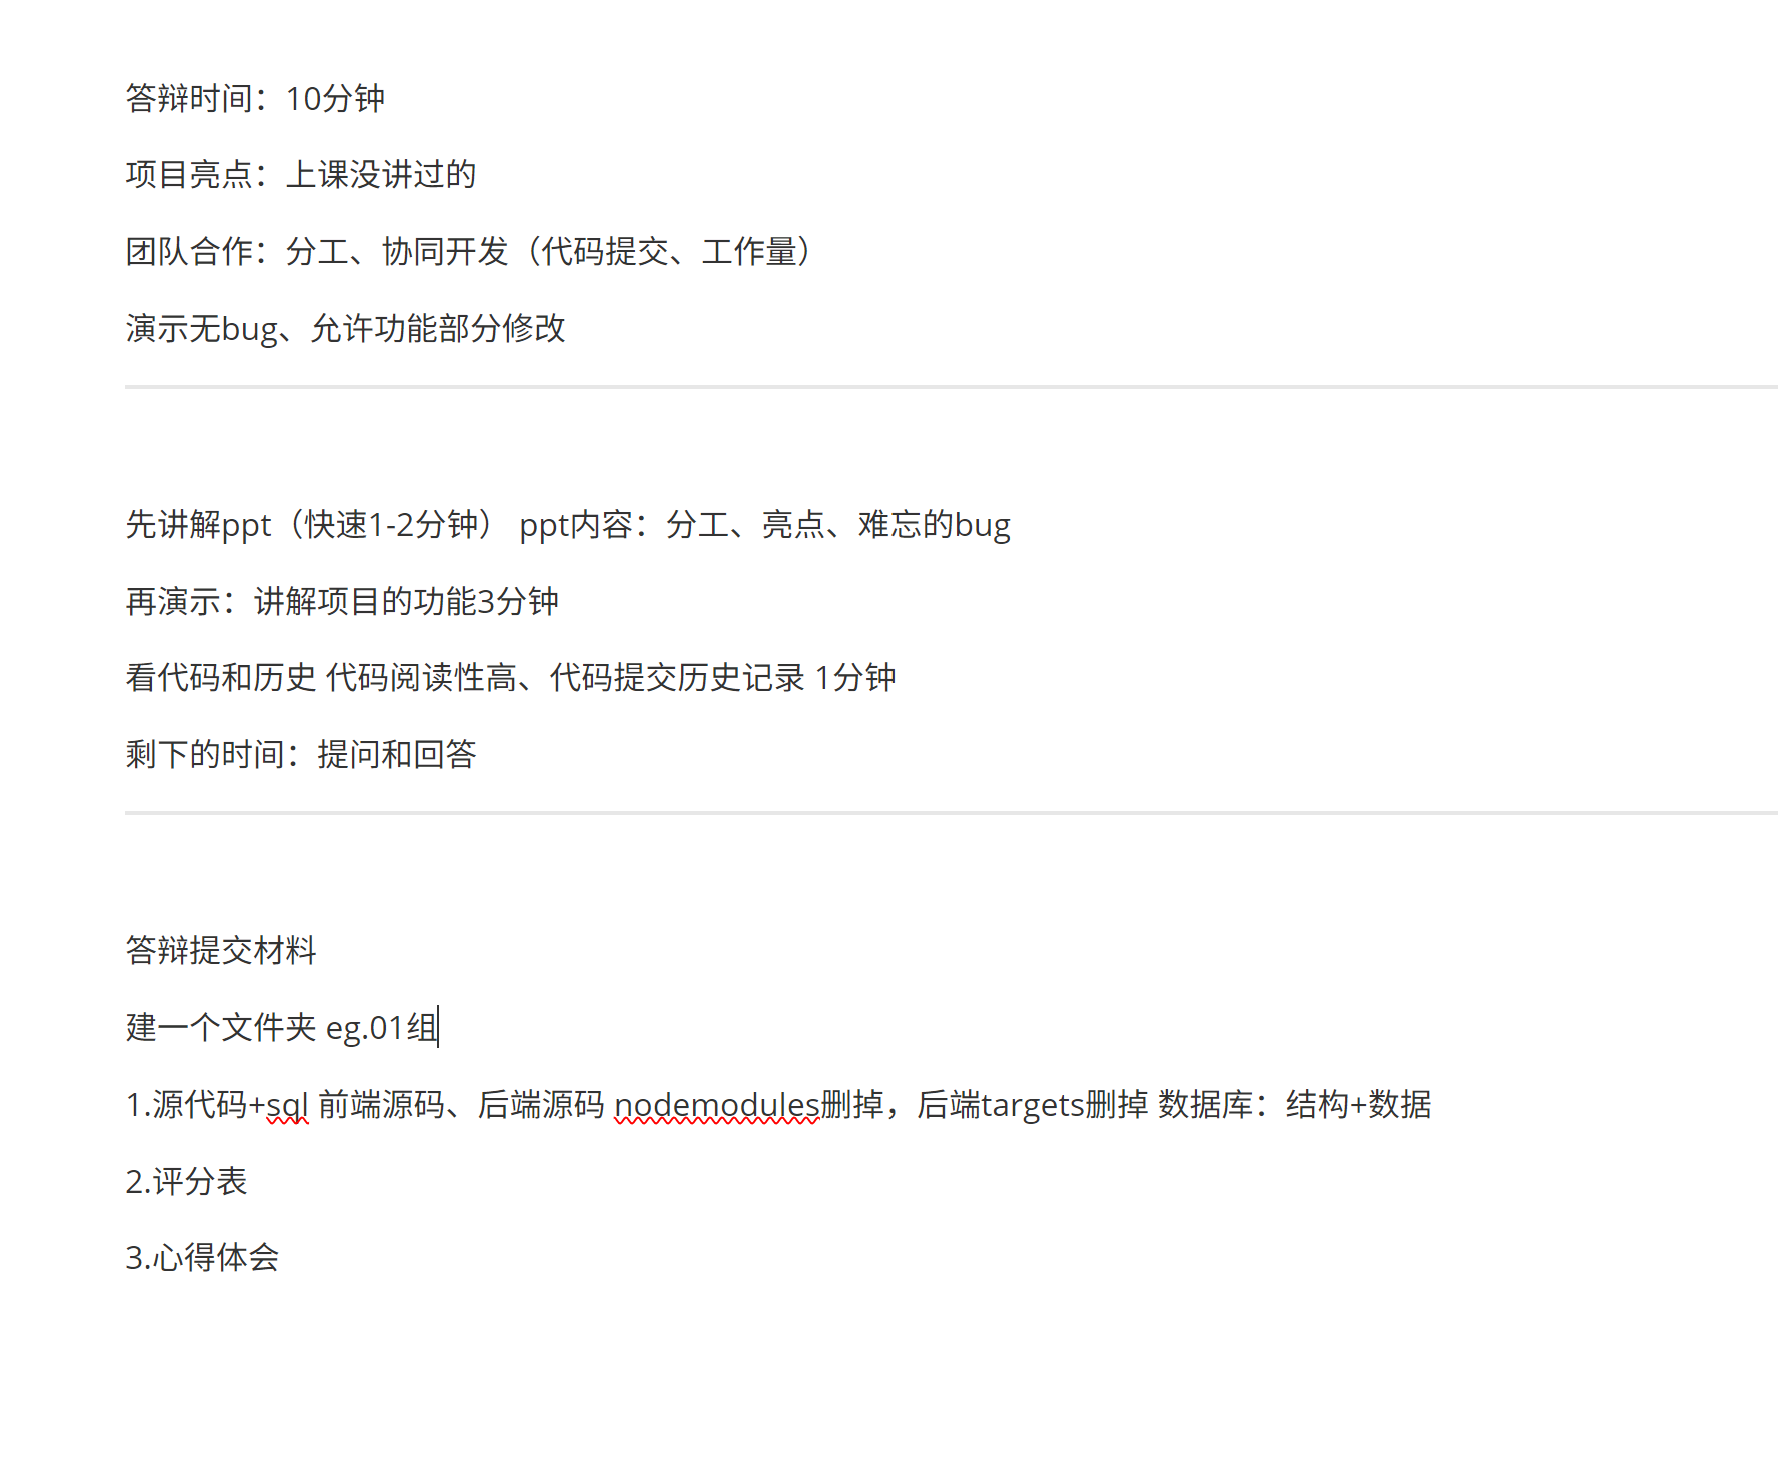 答辩时间：10分钟
项目亮点：上课没讲过的
团队合作：分工、协同开发（代码提交、工作量）
演示无bug、允许功能部分修改
先讲解ppt（快速1-2分钟） ppt内容：分工、亮点、难忘的bug
再演示：讲解项目的功能3分钟
看代码和历史 代码阅读性高、代码提交历史记录 1分钟
剩下的时间：提问和回答
答辩提交材料
建一个文件夹 eg.01组
1.源代码+sql 前端源码、后端源码 nodemodules删掉，后端targets删掉 数据库：结构+数据
2.评分表
3.心得体会